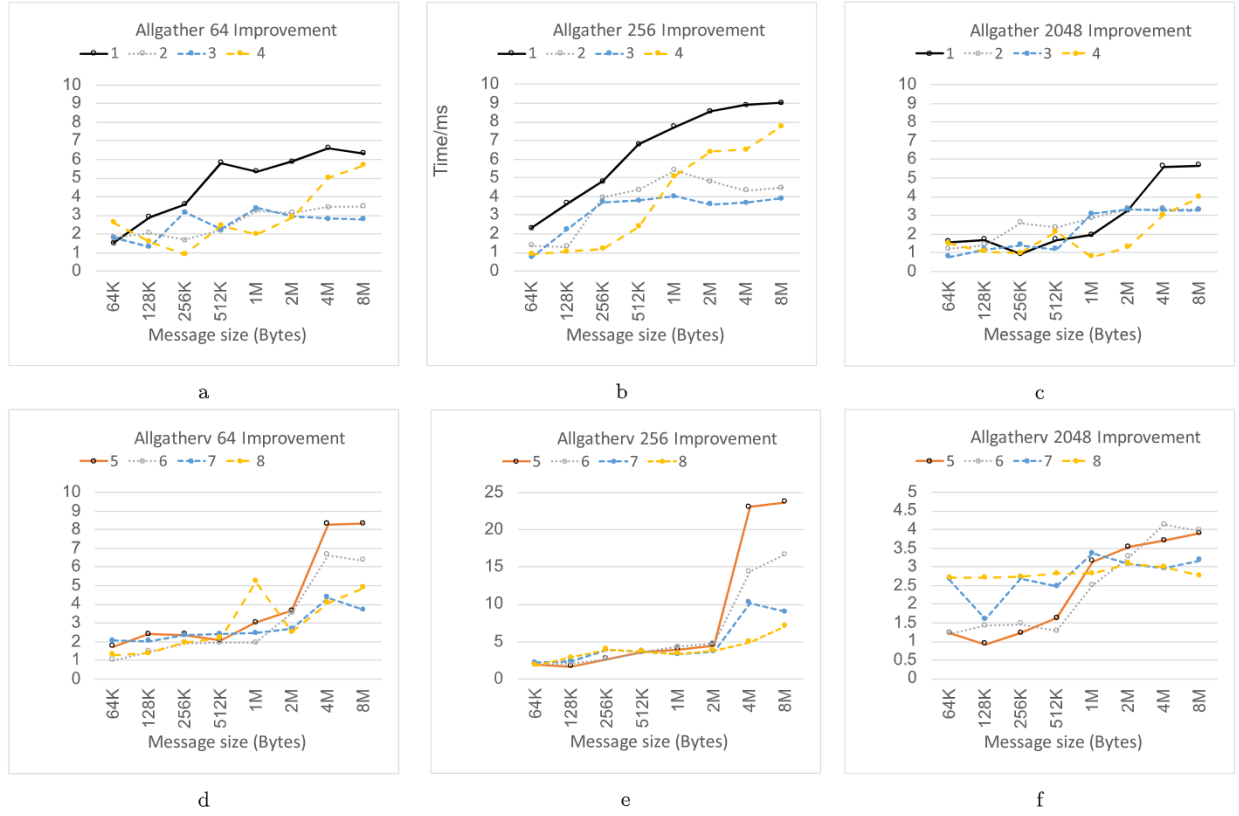 Allgather 64 Improvement
1 2 3 4
10
9
8
7
6
5
4
3
2
1
0
64K 128K 256K 512K 1M 2M 4M 8M
Message size (Bytes)
a
Allgather 256 Improvement
1 2 3 4
Time/ms
10
9
8
7
6
5
4
3
2
1
0
64K 128K 256K 512K 1M 2M 4M 8M
Message size (Bytes)
b
Allgather 2048 Improvement
1 2 3 4
10
9
8
7
6
5
4
3
2
1
0
64K 128K 256K 512K 1M 2M 4M 8M
Message size (Bytes)
c
Allgatherv 64 Improvement
5 6 7 8
10
9
8
7
6
5
4
3
2
1
0
64K 128K 256K 512K 1M 2M 4M 8M
Message size (Bytes)
d
Allgatherv 256 Improvement
5 6 7 8
25
20
15
10
5
0
64K 128K 256K 512K 1M 2M 4M 8M
Message size (Bytes)
e
Allgatherv 2048 Improvement
5 6 7 8
5
4.5
4
3.5
3
2.5
2
1.5
1
0.5
0
64K 128K 256K 512K 1M 2M 4M 8M
Message size (Bytes)
f